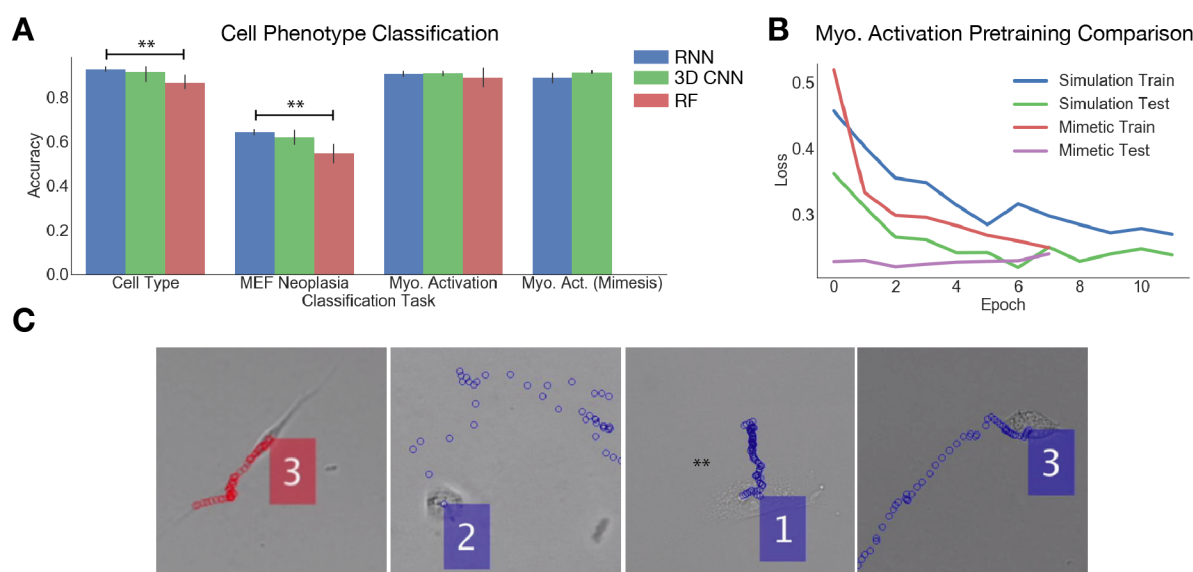 A
Cell Phenotype Classification
**
**
RNN
3D CNN
RF
Accuracy
0.8
0.6
0.4
0.2
0.0
Cell Type
MEF Neoplasia
Myo. Activation
Myo. Act. (Mimesis)
Classification Task
B
Myo. Activation Pretraining Comparison
Simulation Train
Simulation Test
Mimetic Train
Mimetic Test
Loss
0.5
0.4
0.3
0 2 4 6 8 10
Epoch
C
3
2
**
1
3